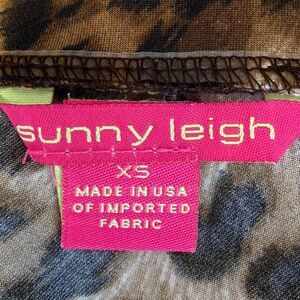 sunny leigh
XS
MADE IN USA
OF IMPORTED
FABRIC